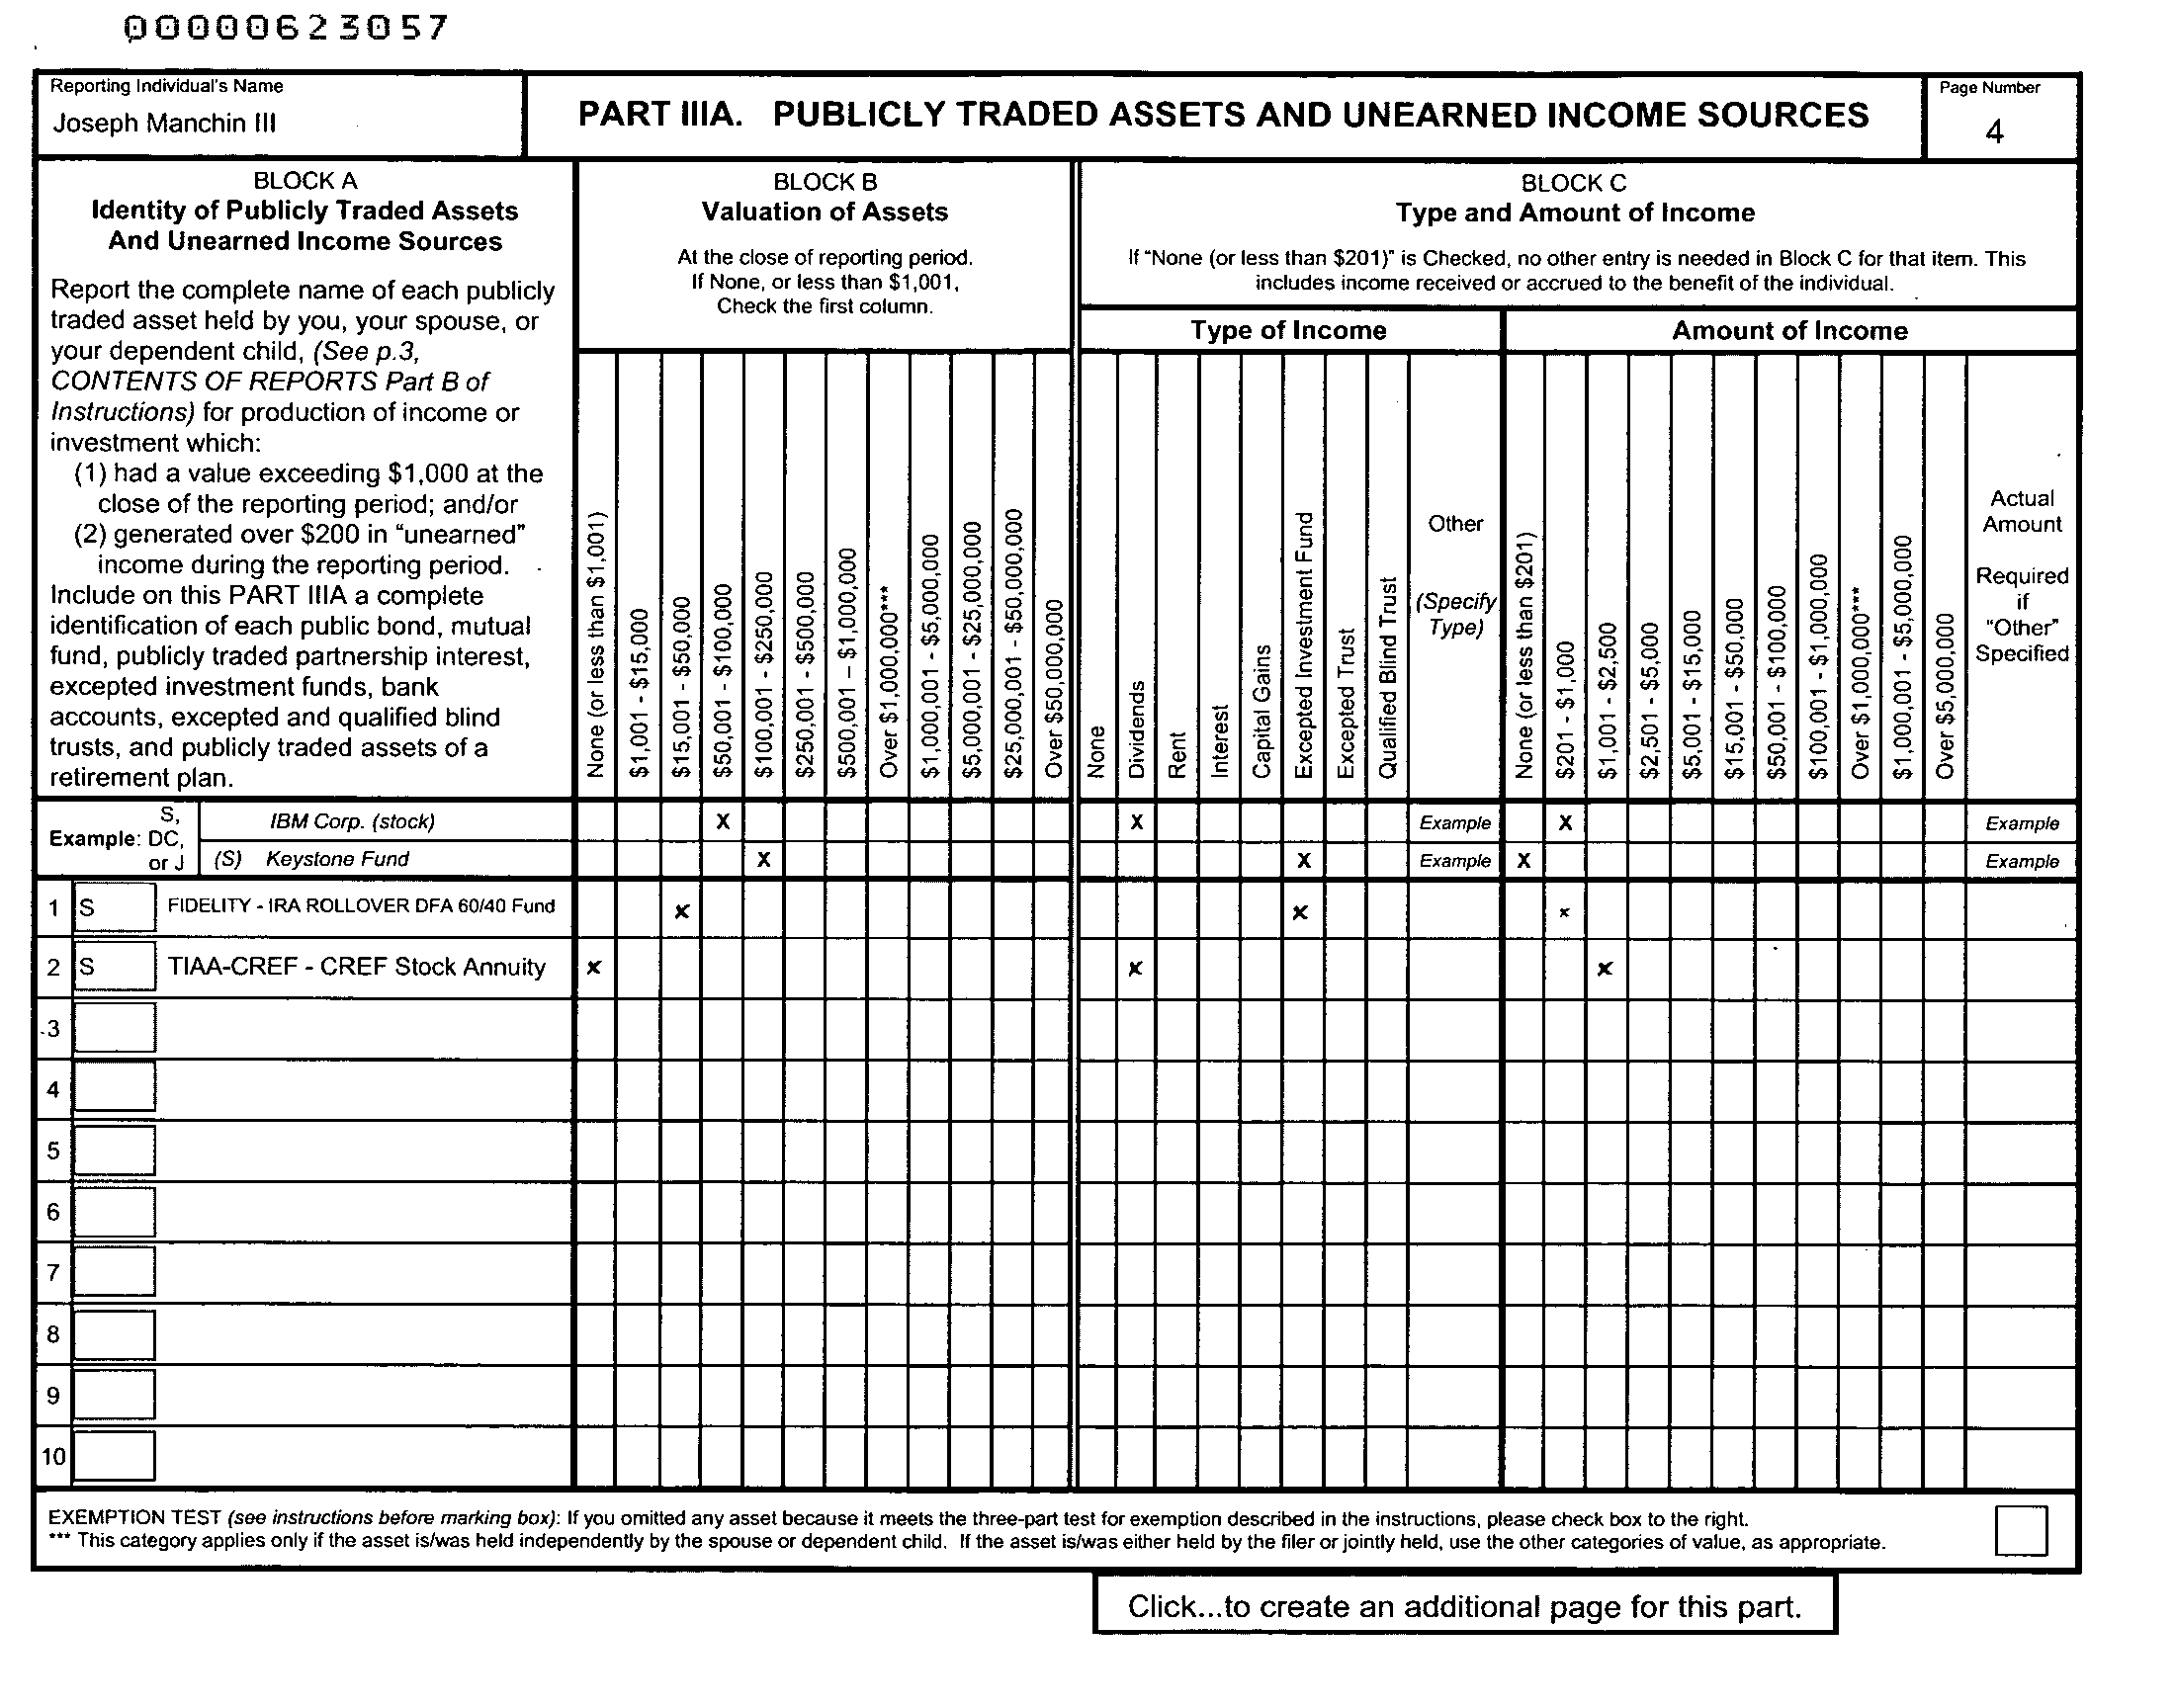 00000623057
Reporting Individual's Name
Joseph Manchin III
PART IIIA. PUBLICLY TRADED ASSETS AND UNEARNED INCOME SOURCES
Page Number
4
BLOCK A
Identity of Publicly Traded Assets
And Unearned Income Sources
Report the complete name of each publicly
traded asset held by you, your spouse, or
your dependent child, (See p.3,
CONTENTS OF REPORTS Part B of
Instructions) for production of income or
investment which:
(1) had a value exceeding $1,000 at the
close of the reporting period; and/or
(2) generated over $200 in “unearned”
income during the reporting period.
Include on this PART IIIA a complete
identification of each public bond, mutual
fund, publicly traded partnership interest,
excepted investment funds, bank
accounts, excepted and qualified blind
trusts, and publicly traded assets of a
retirement plan.
BLOCK B
Valuation of Assets
At the close of reporting period.
If None, or less than $1,001,
Check the first column.
None (or less than $1,001)
$1,001 - $15,000
$15,001 - $50,000
$50,001 - $100,000
$100,001 - $250,000
$250,001 - $500,000
$500,001 – $1,000,000
Over $1,000,000***
$1,000,001 - $5,000,000
$5,000,001 - $25,000,000
$25,000,001 - $50,000,000
Over $50,000,000
BLOCK C
Type and Amount of Income
If “None (or less than $201)” is Checked, no other entry is needed in Block C for that item. This
includes income received or accrued to the benefit of the individual.
Type of Income
None
Dividends
Rent
Interest
Capital Gains
Excepted Investment Fund
Excepted Trust
Qualified Blind Trust
Other
(Specify
Type)
Amount of Income
None (or less than $201)
$201 - $1,000
$1,001 - $2,500
$2,501 - $5,000
$5,001 - $15,000
$15,001 - $50,000
$50,001 - $100,000
$100,001 - $1,000,000
Over $1,000,000***
$1,000,001 - $5,000,000
Over $5,000,000
Actual
Amount
Required
if
“Other”
Specified
Example: S, DC, or J
IBM Corp. (stock) X X Example X Example
(S) Keystone Fund X X Example X Example
1 S FIDELITY - IRA ROLLOVER DFA 60/40 Fund x x x
2 S TIAA-CREF - CREF Stock Annuity x x x
3
4
5
6
7
8
9
10
EXEMPTION TEST (see instructions before marking box): If you omitted any asset because it meets the three-part test for exemption described in the instructions, please check box to the right.
*** This category applies only if the asset is/was held independently by the spouse or dependent child. If the asset is/was either held by the filer or jointly held, use the other categories of value, as appropriate.
Click...to create an additional page for this part.